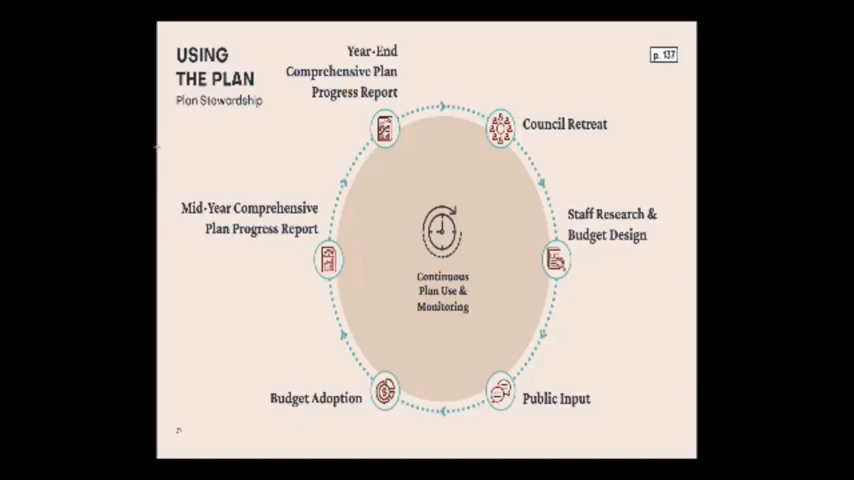 USING
THE PLAN
Plan Stewardship
p. 137
Year-End
Comprehensive Plan
Progress Report
Council Retreat
Staff Research &
Budget Design
Public Input
Budget Adoption
Mid-Year Comprehensive
Plan Progress Report
Continuous
Plan Use &
Monitoring